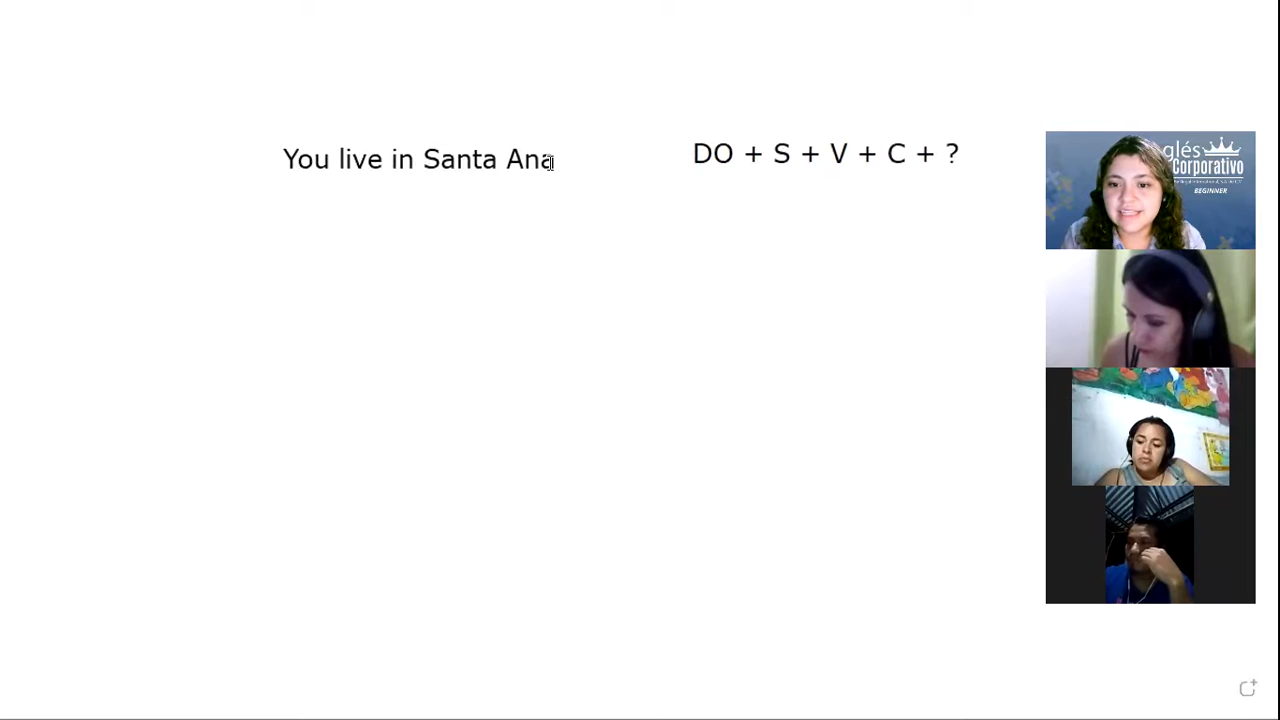 You live in Santa Ana
DO + S + V + C + ?
glés
Corporativo
BEGINNER